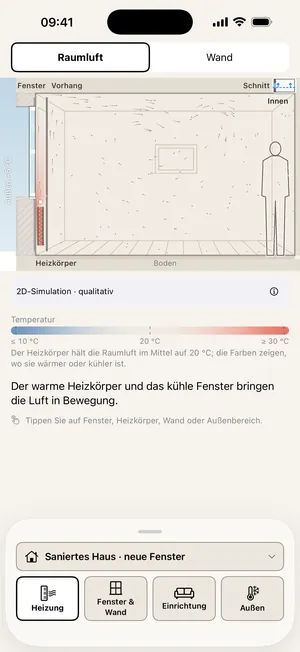 09:41
Raumluft
Wand
Fenster Vorhang
Schnitt
Innen
Heizkörper
Boden
2D-Simulation · qualitativ
Temperatur
≤ 10 °C
20 °C
≥ 30 °C
Der Heizkörper hält die Raumluft im Mittel auf 20 °C; die Farben zeigen,
wo sie wärmer oder kühler ist.
Der warme Heizkörper und das kühle Fenster bringen
die Luft in Bewegung.
Tippen Sie auf Fenster, Heizkörper, Wand oder Außenbereich.
Saniertes Haus · neue Fenster
Heizung
Fenster &
Wand
Einrichtung
Außen